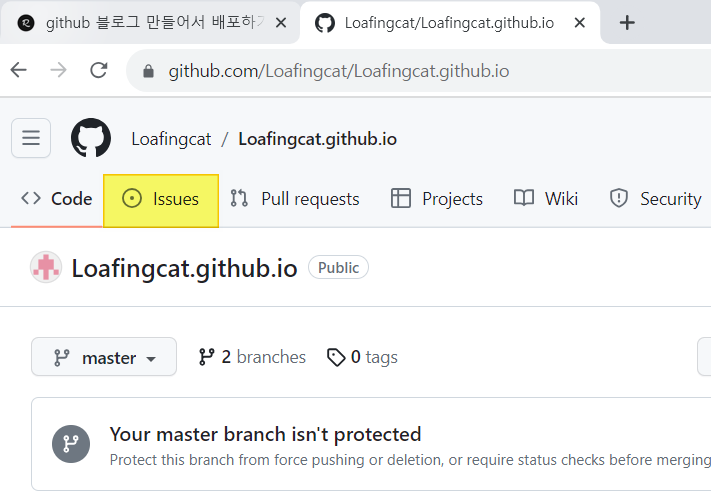 github 블로그 만들어서 배포하기
Loafingcat/Loafingcat.github.io
github.com/Loafingcat/Loafingcat.github.io
Loafingcat / Loafingcat.github.io
Code Issues Pull requests Projects Wiki Security
Loafingcat.github.io Public
master 2 branches 0 tags
Your master branch isn't protected
Protect this branch from force pushing or deletion, or require status checks before merging